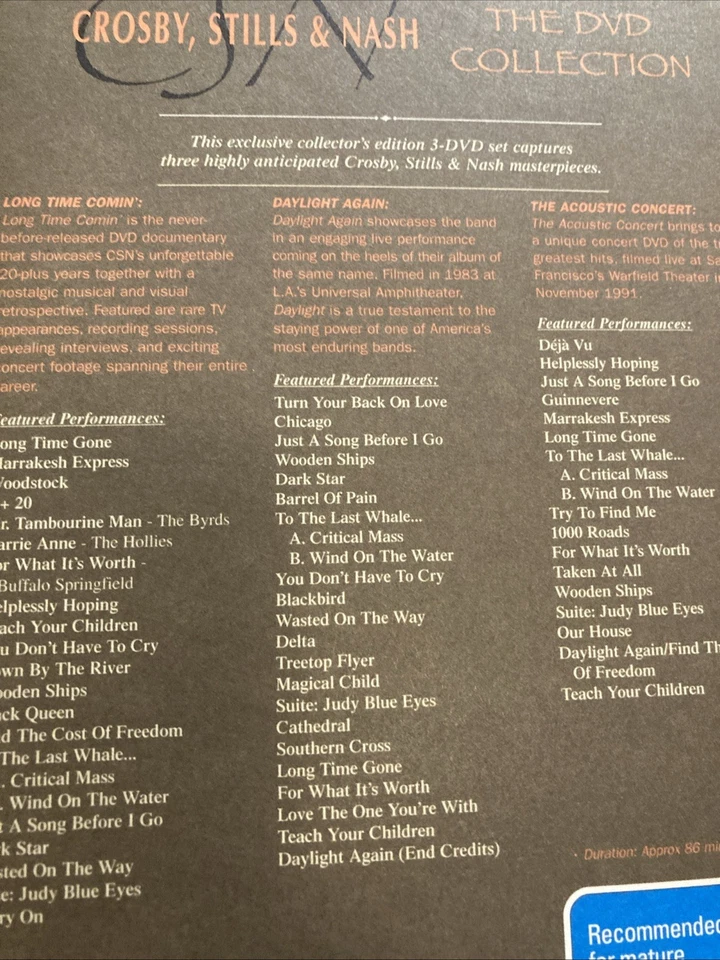 CSN
CROSBY, STILLS & NASH
THE DVD
COLLECTION
This exclusive collector's edition 3-DVD set captures
three highly anticipated Crosby, Stills & Nash masterpieces.
LONG TIME COMIN':
Long Time Comin' is the never-
before-released DVD documentary
that showcases CSN's unforgettable
20-plus years together with a
nostalgic musical and visual
retrospective. Featured are rare TV
appearances, recording sessions,
evealing interviews, and exciting
concert footage spanning their entire
areer.
Featured Performances:
ong Time Gone
Marrakesh Express
Woodstock
+ 20
r. Tambourine Man - The Byrds
arrie Anne - The Hollies
or What It's Worth -
Buffalo Springfield
elplessly Hoping
each Your Children
u Don't Have To Cry
own By The River
ooden Ships
ack Queen
d The Cost Of Freedom
The Last Whale...
. Critical Mass
. Wind On The Water
t A Song Before I Go
rk Star
sted On The Way
e: Judy Blue Eyes
ry On
DAYLIGHT AGAIN:
Daylight Again showcases the band
in an engaging live performance
coming on the heels of their album of
the same name. Filmed in 1983 at
L.A.'s Universal Amphitheater,
Daylight is a true testament to the
staying power of one of America's
most enduring bands.
Featured Performances:
Turn Your Back On Love
Chicago
Just A Song Before I Go
Wooden Ships
Dark Star
Barrel Of Pain
To The Last Whale...
A. Critical Mass
B. Wind On The Water
You Don't Have To Cry
Blackbird
Wasted On The Way
Delta
Treetop Flyer
Magical Child
Suite: Judy Blue Eyes
Cathedral
Southern Cross
Long Time Gone
For What It's Worth
Love The One You're With
Teach Your Children
Daylight Again (End Credits)
THE ACOUSTIC CONCERT:
The Acoustic Concert brings to
a unique concert DVD of the t
greatest hits, filmed live at Sa
Francisco's Warfield Theater i
November 1991.
Featured Performances:
Déjà Vu
Helplessly Hoping
Just A Song Before I Go
Guinnevere
Marrakesh Express
Long Time Gone
To The Last Whale...
A. Critical Mass
B. Wind On The Water
Try To Find Me
1000 Roads
For What It's Worth
Taken At All
Wooden Ships
Suite: Judy Blue Eyes
Our House
Daylight Again/Find Th
Of Freedom
Teach Your Children
Duration: Approx 86 mi
Recommended
for mature